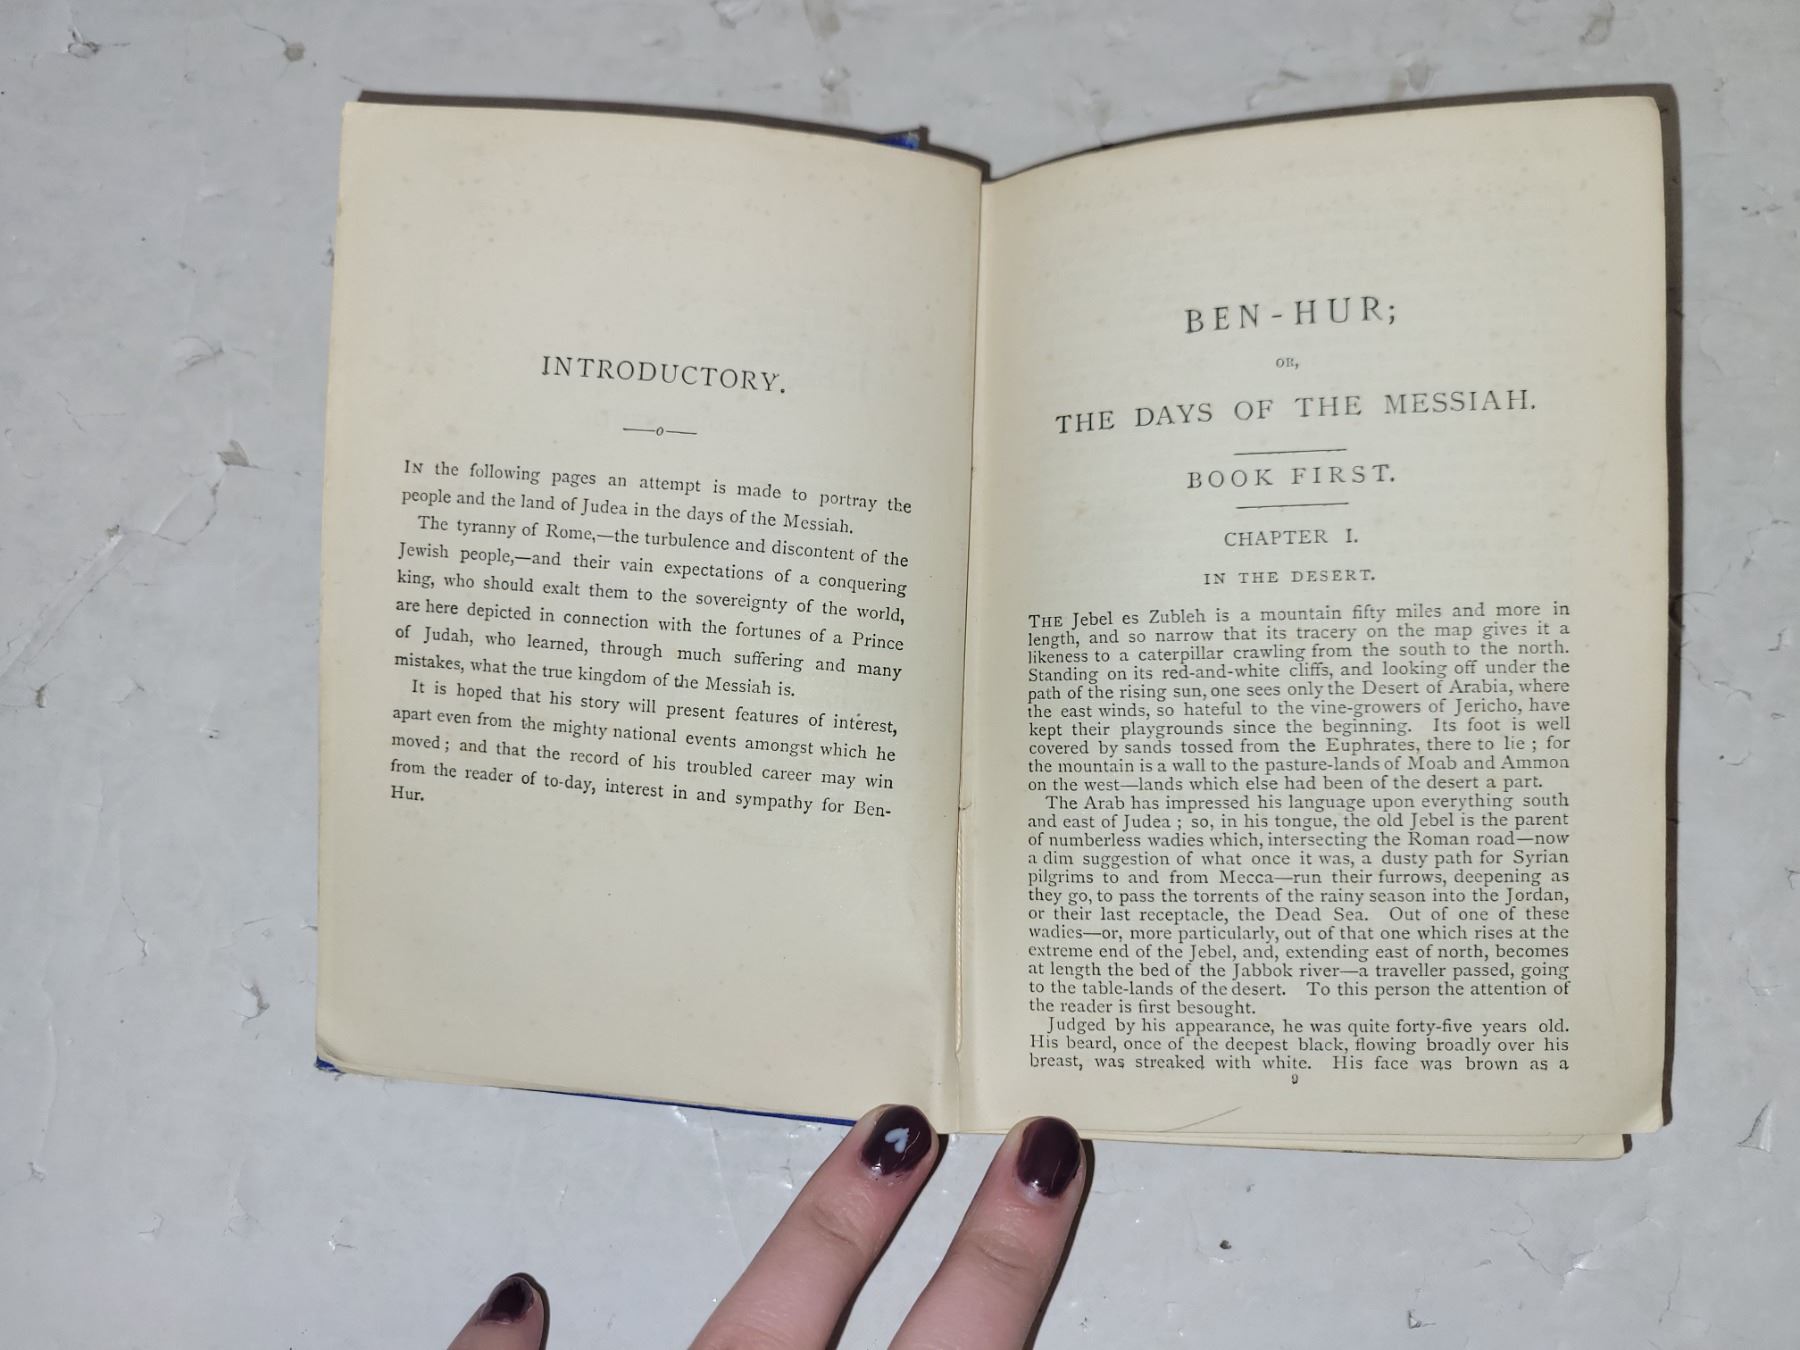 INTRODUCTORY.
—o—
IN the following pages an attempt is made to portray the
people and the land of Judea in the days of the Messiah.
The tyranny of Rome,—the turbulence and discontent of the
Jewish people,—and their vain expectations of a conquering
king, who should exalt them to the sovereignty of the world,
are here depicted in connection with the fortunes of a Prince
of Judah, who learned, through much suffering and many
mistakes, what the true kingdom of the Messiah is.
It is hoped that his story will present features of interest,
apart even from the mighty national events amongst which he
moved; and that the record of his troubled career may win
from the reader of to-day, interest in and sympathy for Ben-
Hur.
BEN-HUR;
OR,
THE DAYS OF THE MESSIAH.
BOOK FIRST.
CHAPTER I.
IN THE DESERT.
THE Jebel es Zubleh is a mountain fifty miles and more in
length, and so narrow that its tracery on the map gives it a
likeness to a caterpillar crawling from the south to the north.
Standing on its red-and-white cliffs, and looking off under the
path of the rising sun, one sees only the Desert of Arabia, where
the east winds, so hateful to the vine-growers of Jericho, have
kept their playgrounds since the beginning. Its foot is well
covered by sands tossed from the Euphrates, there to lie; for
the mountain is a wall to the pasture-lands of Moab and Ammon
on the west—lands which else had been of the desert a part.
The Arab has impressed his language upon everything south
and east of Judea; so, in his tongue, the old Jebel is the parent
of numberless wadies which, intersecting the Roman road—now
a dim suggestion of what once it was, a dusty path for Syrian
pilgrims to and from Mecca—run their furrows, deepening as
they go, to pass the torrents of the rainy season into the Jordan,
or their last receptacle, the Dead Sea. Out of one of these
wadies—or, more particularly, out of that one which rises at the
extreme end of the Jebel, and, extending east of north, becomes
at length the bed of the Jabbok river—a traveller passed, going
to the table-lands of the desert. To this person the attention of
the reader is first besought.
Judged by his appearance, he was quite forty-five years old.
His beard, once of the deepest black, flowing broadly over his
breast, was streaked with white. His face was brown as a
9